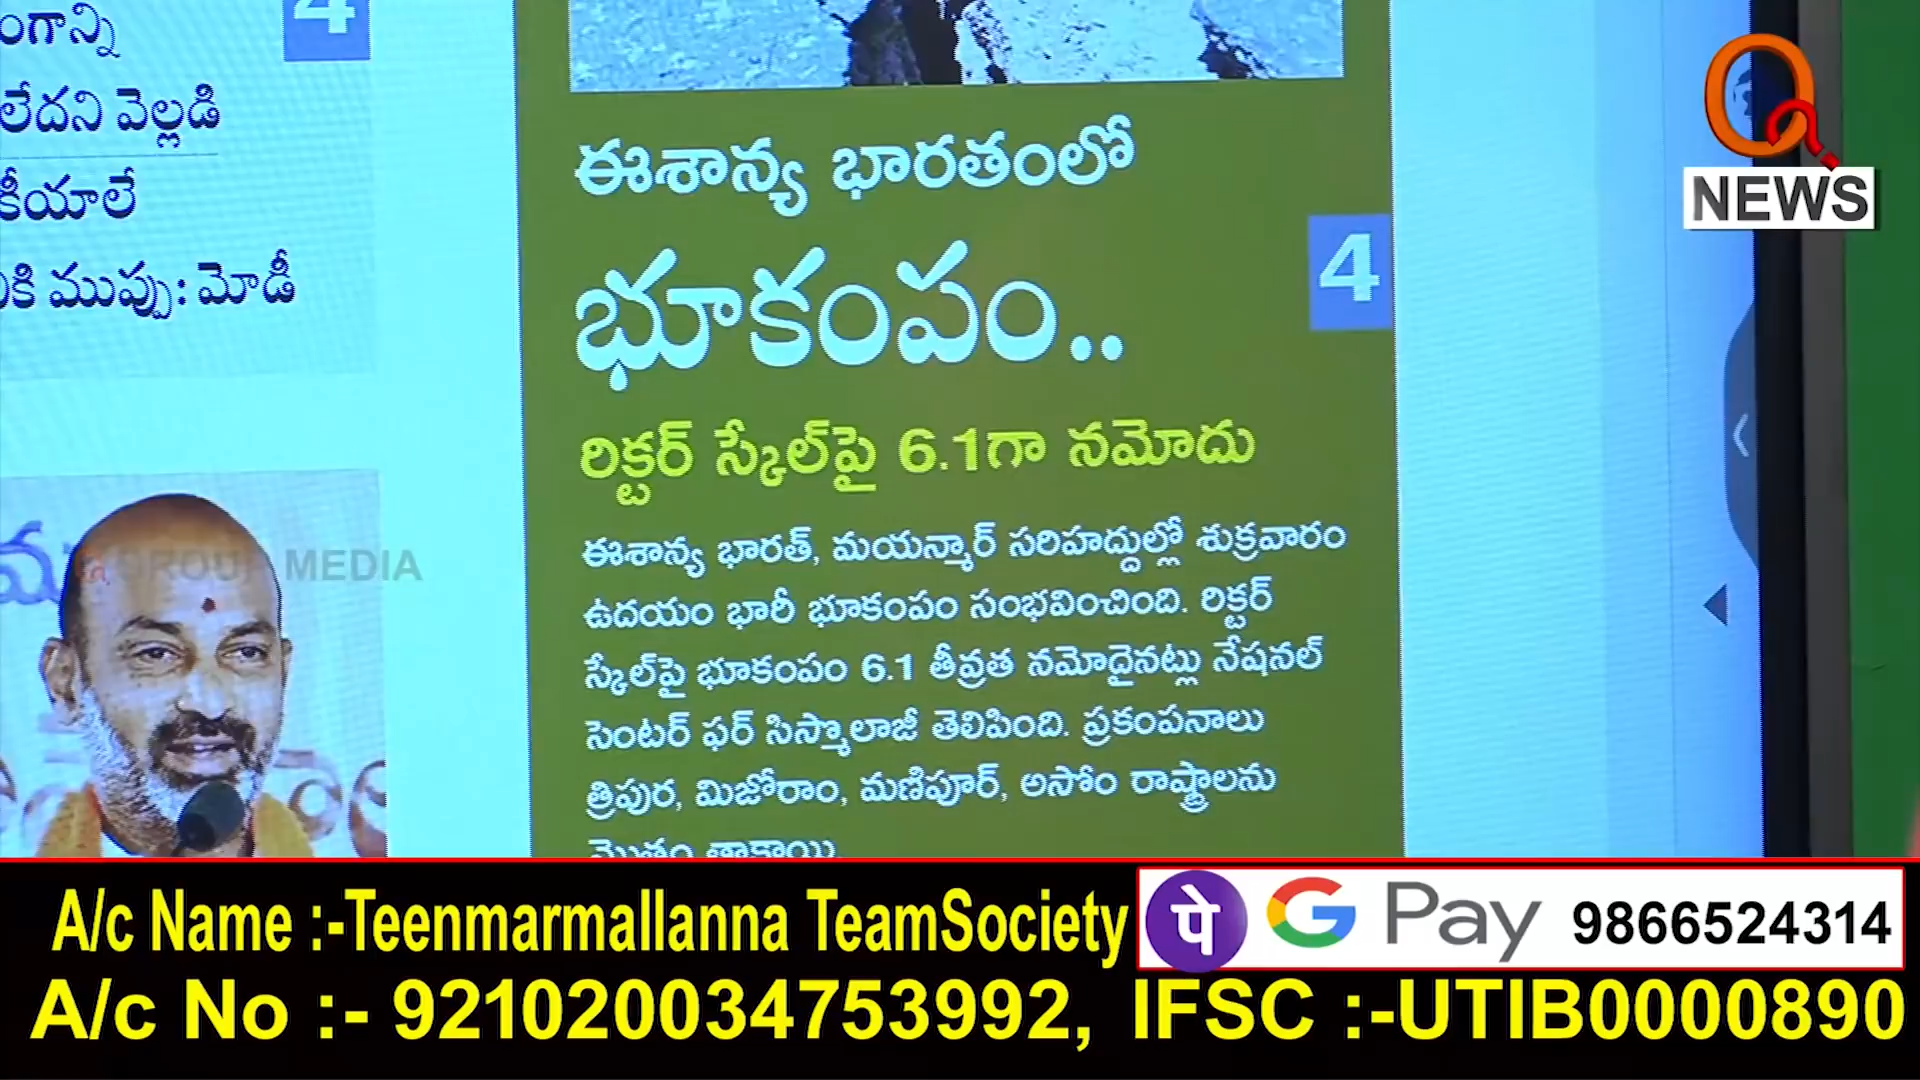 4
లేదని వెల్లడి
కీయాలే
ముప్పు: మోడీ
ఈశాన్య భారతంలో
భూకంపం..
4
రిక్టర్ స్కేల్‌పై 6.1గా నమోదు
ఈశాన్య భారత్, మయన్మార్ సరిహద్దుల్లో శుక్రవారం
ఉదయం భారీ భూకంపం సంభవించింది. రిక్టర్
స్కేల్‌పై భూకంపం 6.1 తీవ్రత నమోదైనట్లు నేషనల్
సెంటర్ ఫర్ సిస్మొలాజీ తెలిపింది. ప్రకంపనాలు
త్రిపుర, మిజోరాం, మణిపూర్, అసోం రాష్ట్రాలను
Q
NEWS
GROUP MEDIA
A/c Name :-Teenmarmallanna TeamSociety
పే G Pay 9866524314
A/c No :- 921020034753992, IFSC :-UTIB0000890